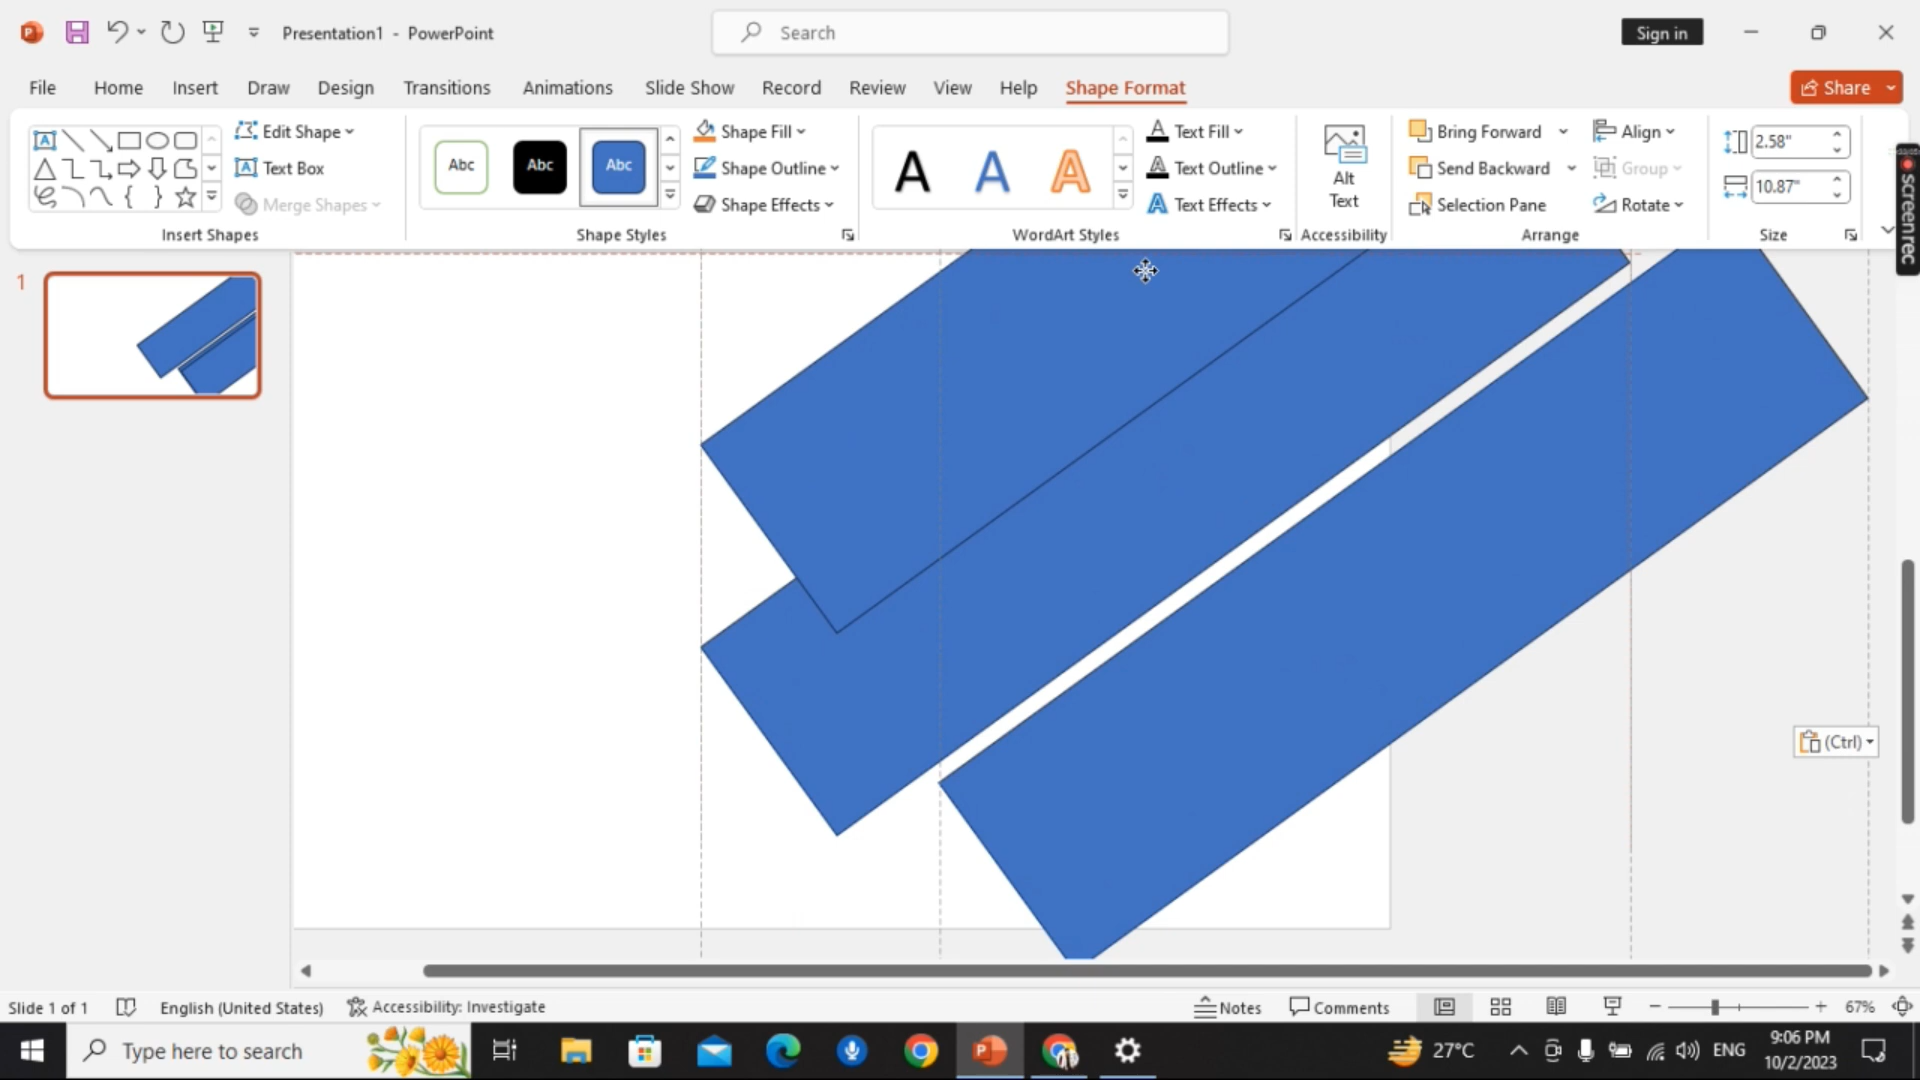 Presentation1 - PowerPoint
Search
Sign in
File Home Insert Draw Design Transitions Animations Slide Show Record Review View Help Shape Format
Share
Edit Shape
Text Box
Merge Shapes
Insert Shapes
Abc Abc Abc
Shape Fill
Shape Outline
Shape Effects
Shape Styles
A A A
Text Fill
Text Outline
Text Effects
WordArt Styles
Alt
Text
Accessibility
Bring Forward
Send Backward
Selection Pane
Align
Group
Rotate
Arrange
2.58"
10.87"
Size
screenrec
1
(Ctrl)
Slide 1 of 1
English (United States)
Accessibility: Investigate
Notes
Comments
67%
Type here to search
27°C
ENG
9:06 PM
10/2/2023